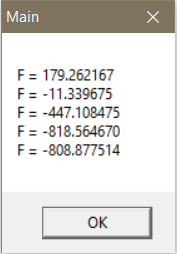 Main
F = 179.262167
F = -11.339675
F = -447.108475
F = -818.564670
F = -808.877514
OK